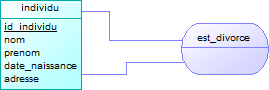 individu
id_individu
nom
prenom
date_naissance
adresse
est_divorce